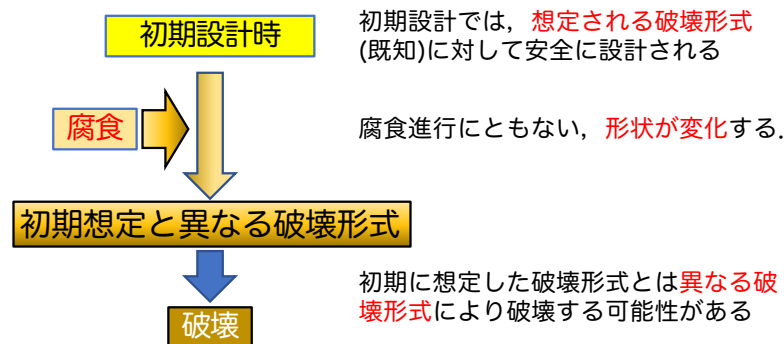 初期設計時
初期設計では，想定される破壊形式
(既知)に対して安全に設計される
腐食
腐食進行にともない，形状が変化する.
初期想定と異なる破壊形式
初期に想定した破壊形式とは異なる破
壊形式により破壊する可能性がある
破壊